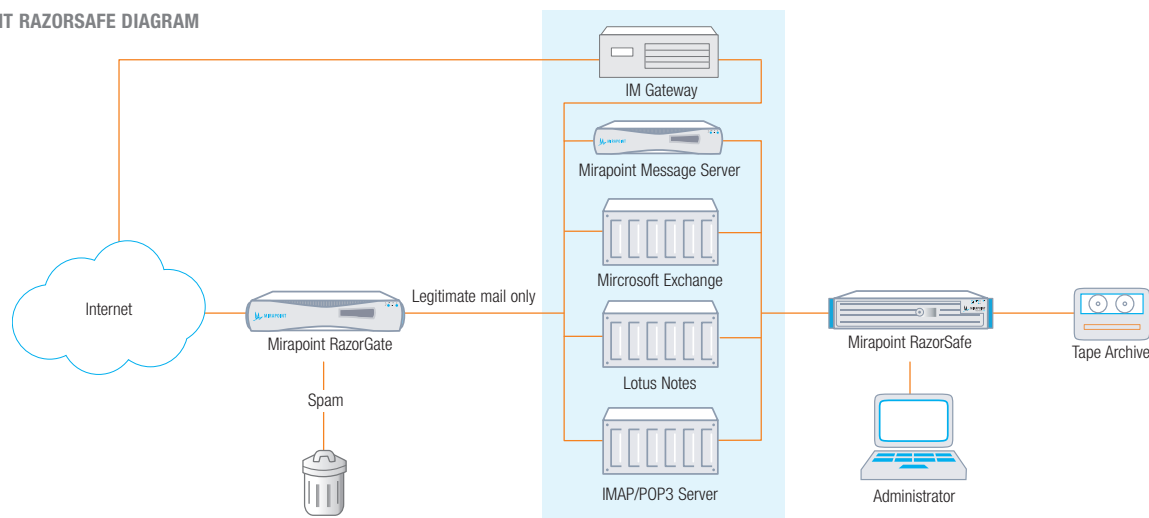 NT RAZORSAFE DIAGRAM
IM Gateway
Mirapoint Message Server
Mircrosoft Exchange
Internet
Legitimate mail only
Mirapoint RazorGate
Mirapoint RazorSafe
Tape Archive
Lotus Notes
Spam
IMAP/POP3 Server
Administrator